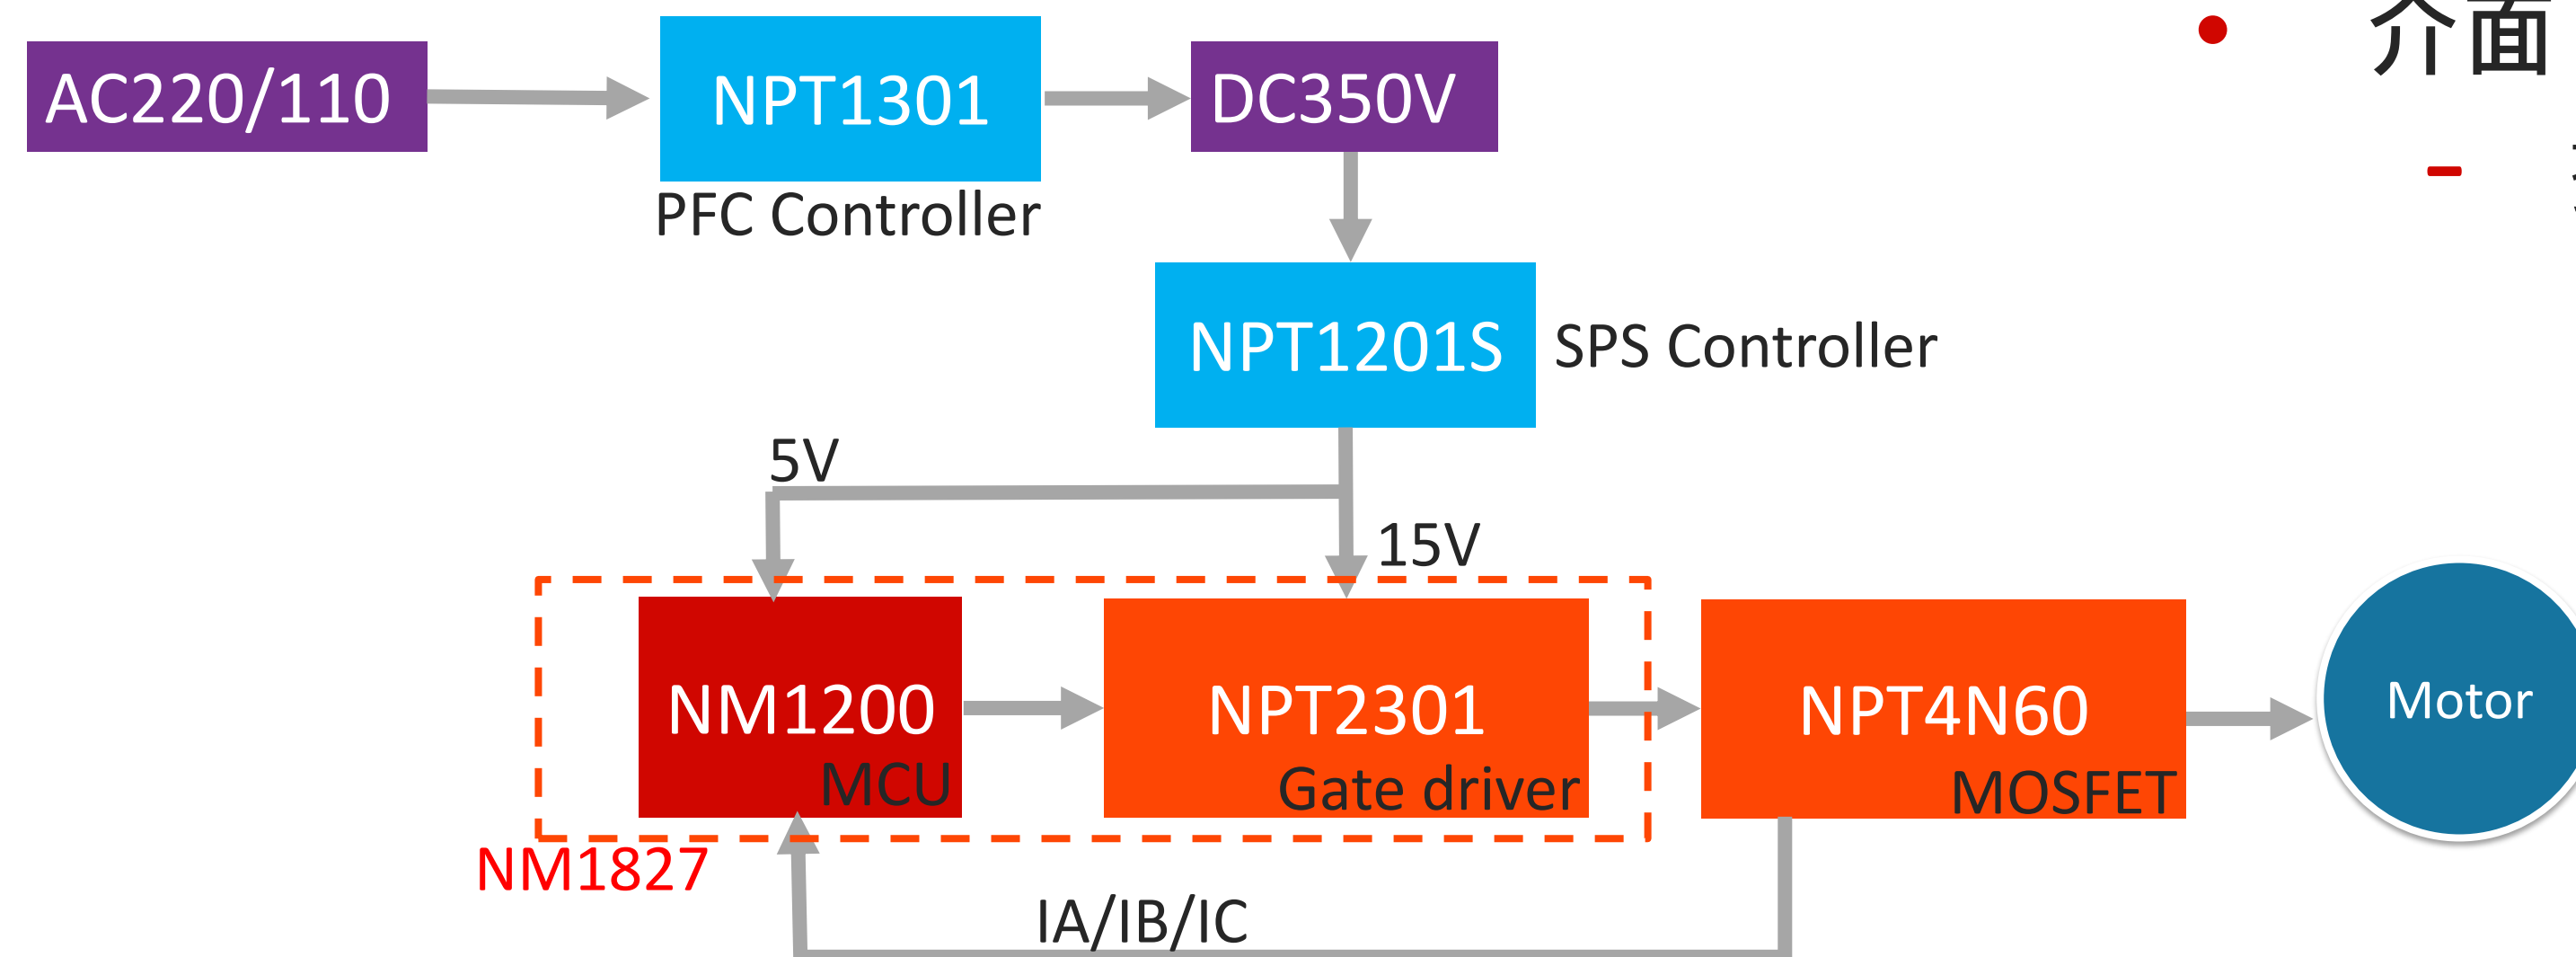 AC220/110
NPT1301
DC350V
PFC Controller
NPT1201S
SPS Controller
5V
15V
NM1200
MCU
NPT2301
Gate driver
NPT4N60
MOSFET
Motor
NM1827
IA/IB/IC
介面